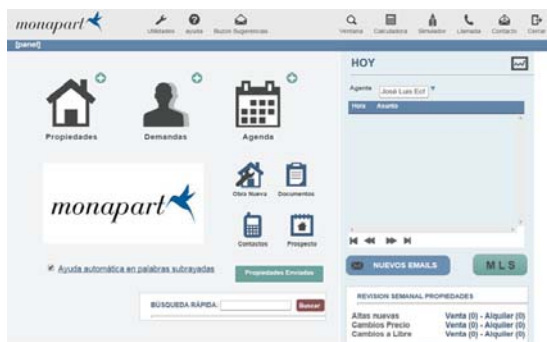 monapart
Utilidades
Ayuda
Buzon Sugerencias
Ventana
Calculadora
Simulador
Llamada
Contacto
Cerrar
[panel]
Propiedades
Demandas
Agenda
monapart
Obra Nueva
Documentos
Contactos
Prospecto
Ayuda automática en palabras subrayadas
Propiedades Enviadas
BÚSQUEDA RÁPIDA:
Buscar
HOY
Agente
José Luis Ecf
Hora Asunto
NUEVOS EMAILS
MLS
REVISION SEMANAL PROPIEDADES
Altas nuevas Venta (0) - Alquiler (0)
Cambios Precio Venta (0) - Alquiler (0)
Cambios a Libre Venta (0) - Alquiler (0)